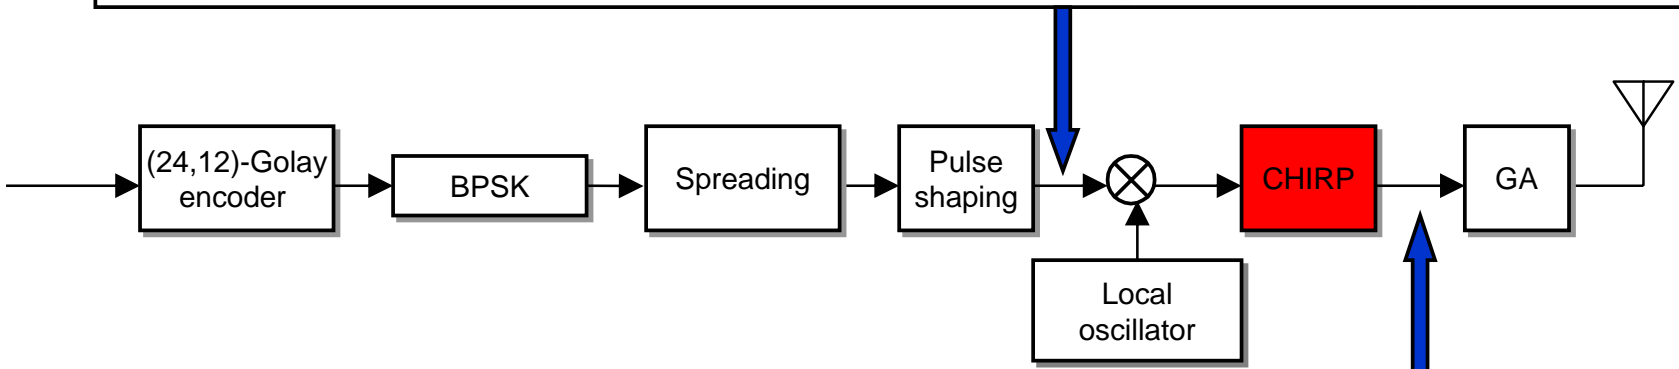 (24,12)-Golay
encoder
BPSK
Spreading
Pulse
shaping
CHIRP
GA
Local
oscillator